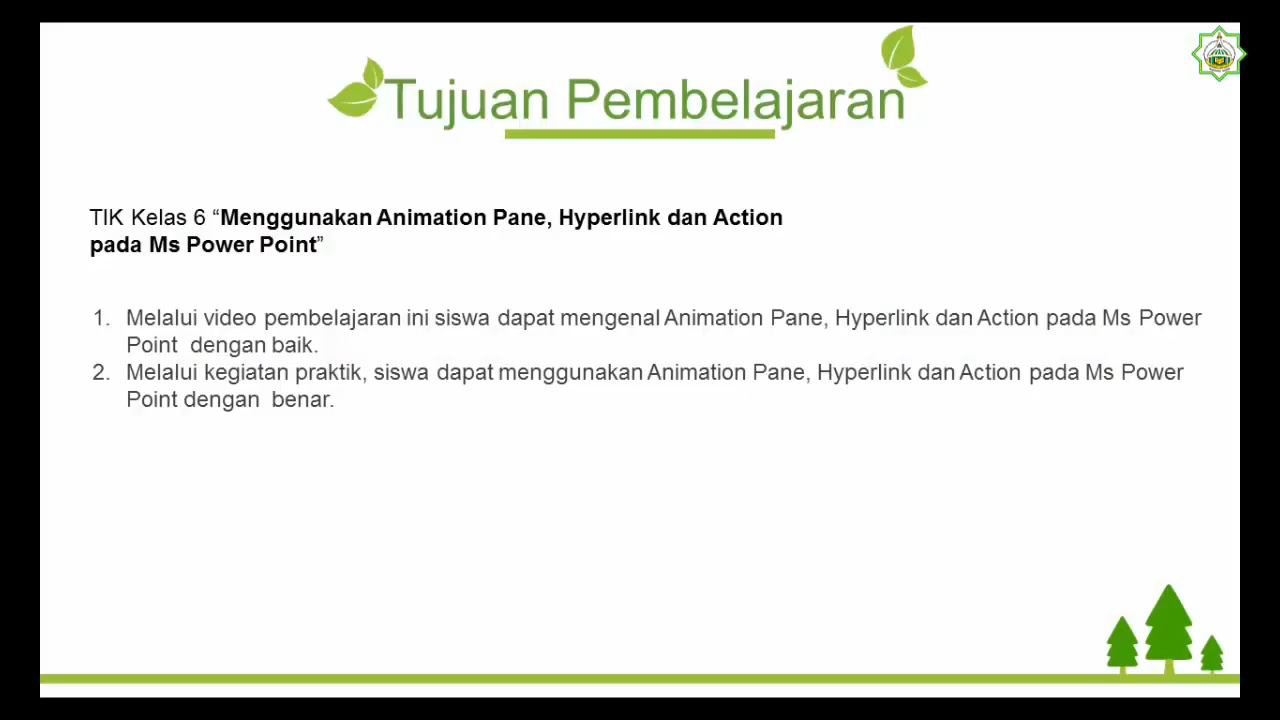 Tujuan Pembelajaran
TIK Kelas 6 “Menggunakan Animation Pane, Hyperlink dan Action
pada Ms Power Point”
1. Melalui video pembelajaran ini siswa dapat mengenal Animation Pane, Hyperlink dan Action pada Ms Power
Point dengan baik.
2. Melalui kegiatan praktik, siswa dapat menggunakan Animation Pane, Hyperlink dan Action pada Ms Power
Point dengan benar.